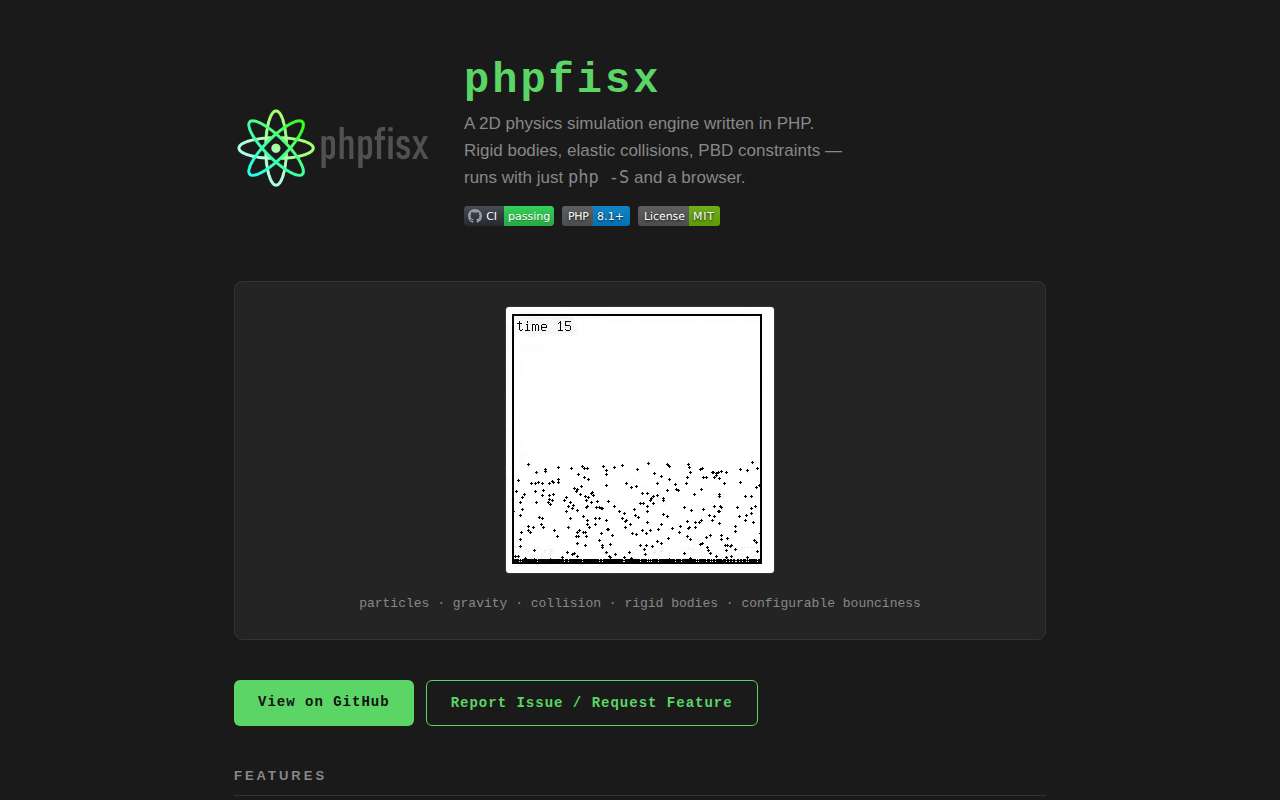 phpfisx
phpfisx
A 2D physics simulation engine written in PHP.
Rigid bodies, elastic collisions, PBD constraints —
runs with just php -S and a browser.
CI passing PHP 8.1+ License MIT
time 15
particles · gravity · collision · rigid bodies · configurable bounciness
View on GitHub Report Issue / Request Feature
FEATURES